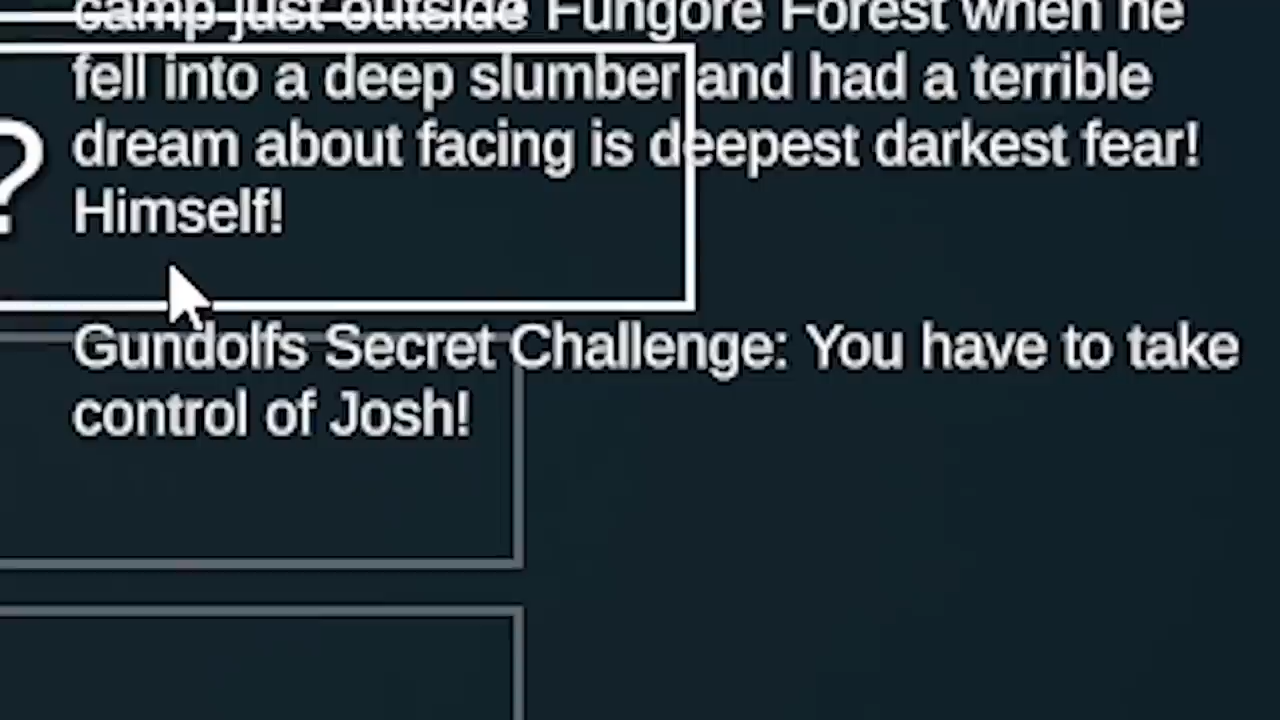 camp just outside Fungore Forest when he
fell into a deep slumber and had a terrible
dream about facing is deepest darkest fear!
? Himself!
Gundolfs Secret Challenge: You have to take
control of Josh!